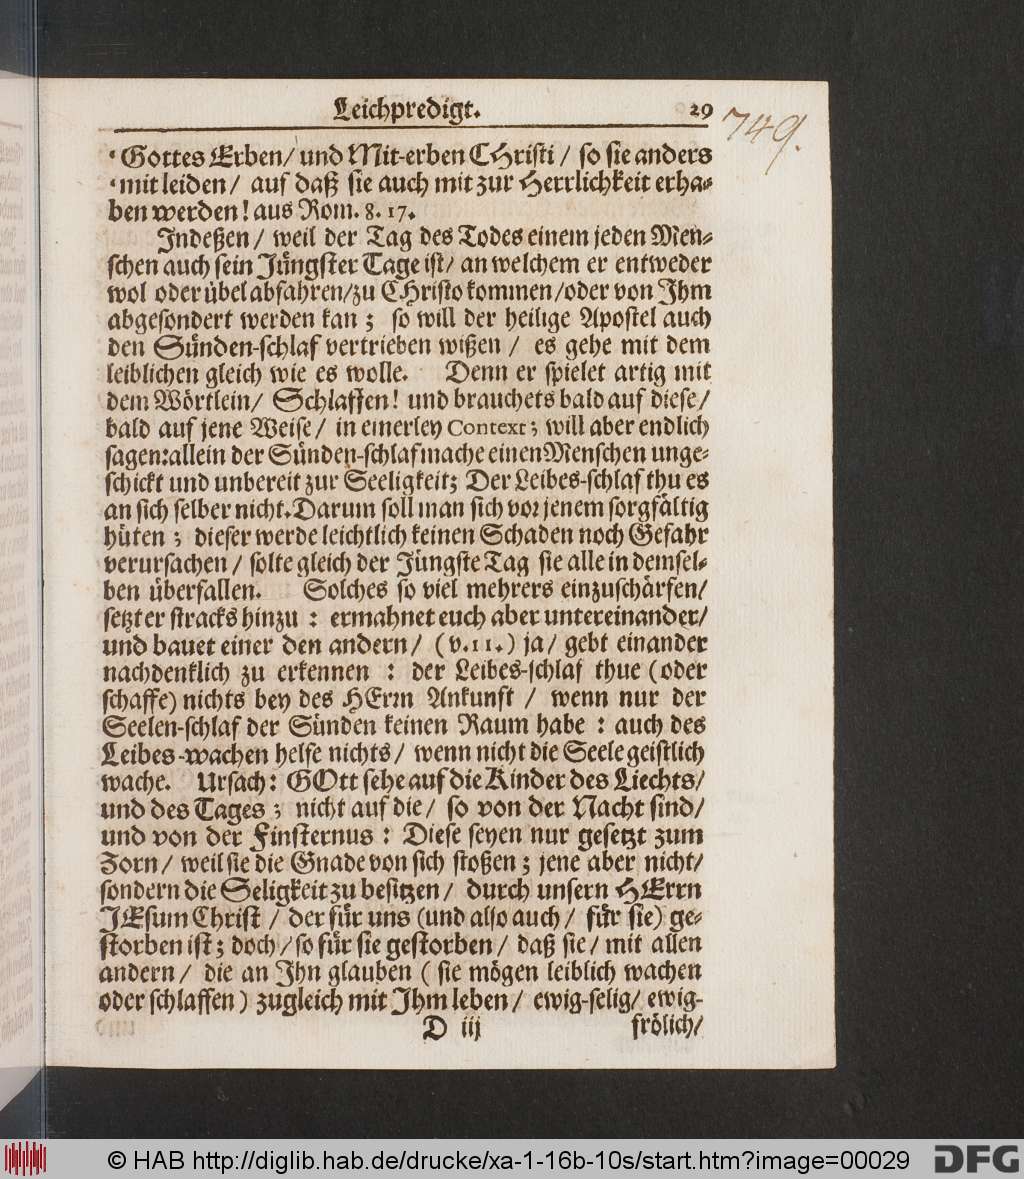 Leichpredigt. 29
749.
Gottes Erben/ und Mit-erben CHristi / so sie anders
mit leiden / auf daß sie auch mit zur Herrlichkeit erha-
ben werden! aus Rom. 8. 17.
Indeßen / weil der Tag des Todes einem jeden Men-
schen auch sein Jüngster Tage ist/ an welchem er entweder
wol oder übel abfahren/zu CHristo kommen/oder von Ihm
abgesondert werden kan ; so will der heilige Apostel auch
den Sünden-schlaf vertrieben wißen / es gehe mit dem
leiblichen gleich wie es wolle. Denn er spielet artig mit
dem Wörtlein/ Schlaffen! und brauchets bald auf diese/
bald auf jene Weise/ in einerley Context; will aber endlich
sagen:allein der Sünden-schlaf mache einen Menschen unge-
schickt und unbereit zur Seeligkeit; Der Leibes-schlaf thu es
an sich selber nicht. Darum soll man sich vor jenem sorgfältig
hüten ; dieser werde leichtlich keinen Schaden noch Gefahr
verursachen / solte gleich der Jüngste Tag sie alle in demsel-
ben überfallen. Solches so viel mehrers einzuschärfen/
setzt er stracks hinzu : ermahnet euch aber untereinander/
und bauet einer den andern/ (v.11.) ja/ gebt einander
nachdenklich zu erkennen : der Leibes-schlaf thue (oder
schaffe) nichts bey des HErrn Ankunft / wenn nur der
Seelen-schlaf der Sünden keinen Raum habe : auch des
Leibes-wachen helfe nichts/ wenn nicht die Seele geistlich
wache. Ursach: GOtt sehe auf die Kinder des Liechts/
und des Tages ; nicht auf die/ so von der Nacht sind/
und von der Finsternus : Diese seyen nur gesetzt zum
Zorn/ weil sie die Gnade von sich stoßen ; jene aber nicht/
sondern die Seligkeit zu besitzen/ durch unsern HErrn
JEsum Christ / der für uns (und also auch/ für sie) ge-
storben ist; doch/ so für sie gestorben/ daß sie/ mit allen
andern/ die an Ihn glauben ( sie mögen leiblich wachen
oder schlaffen) zugleich mit Ihm leben/ ewig-selig/ ewig-
D iij frölich/
© HAB http://diglib.hab.de/drucke/xa-1-16b-10s/start.htm?image=00029 DFG